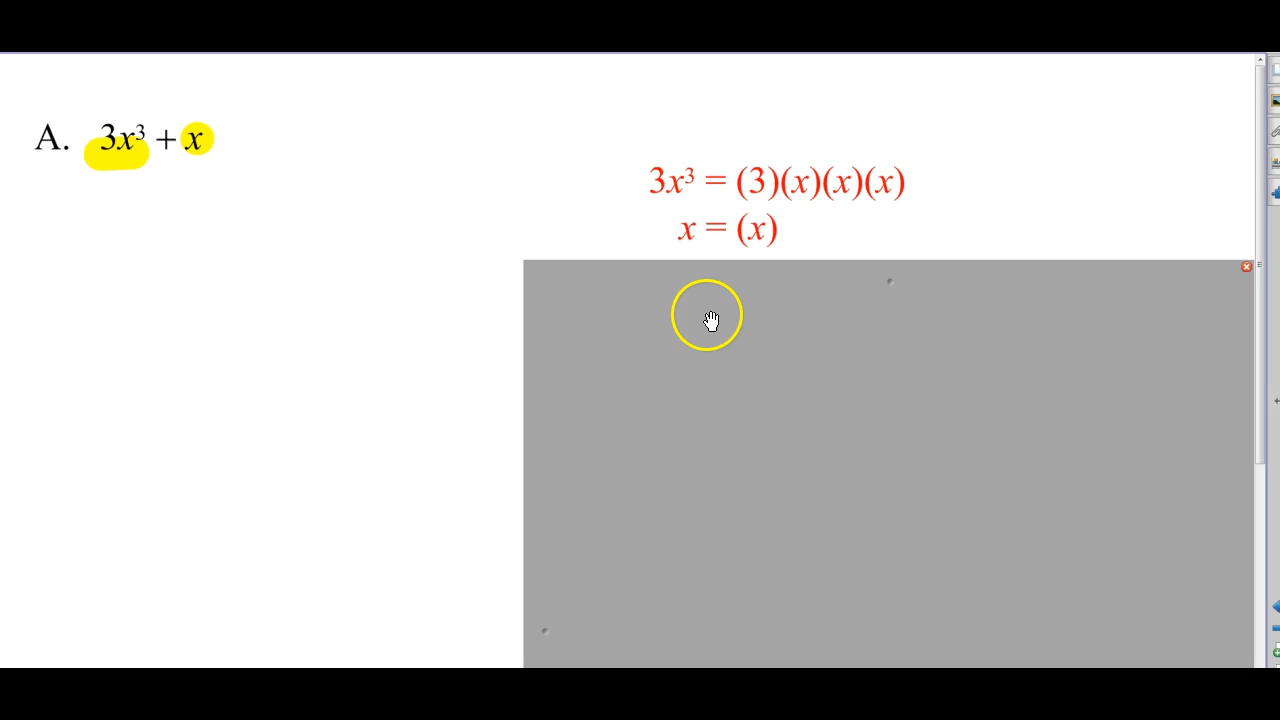 A. 3x³ + x
3x³ = (3)(x)(x)(x)
x = (x)